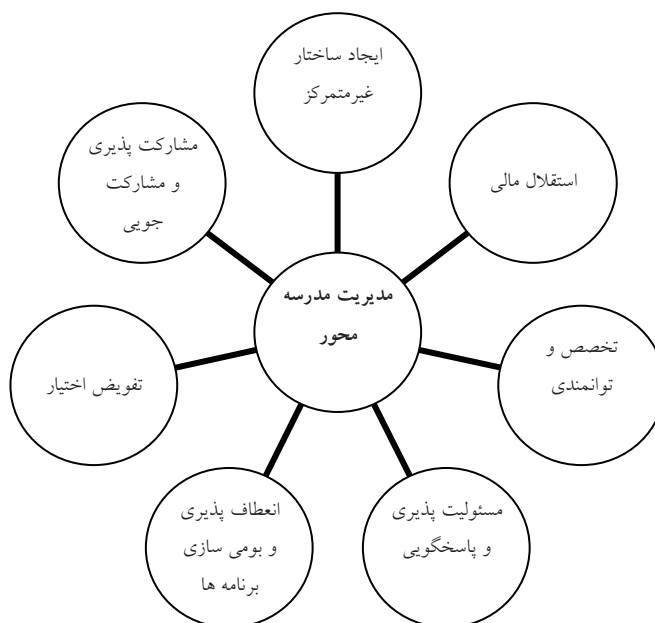 ایجاد ساختار
غیرمتمرکز
استقلال مالی
تخصص و
توانمندی
مسئولیت پذیری
و پاسخگویی
انعطاف پذیری
و بومی سازی
برنامه ها
تفویض اختیار
مشارکت پذیری
و مشارکت
جویی
مدیریت مدرسه
محور